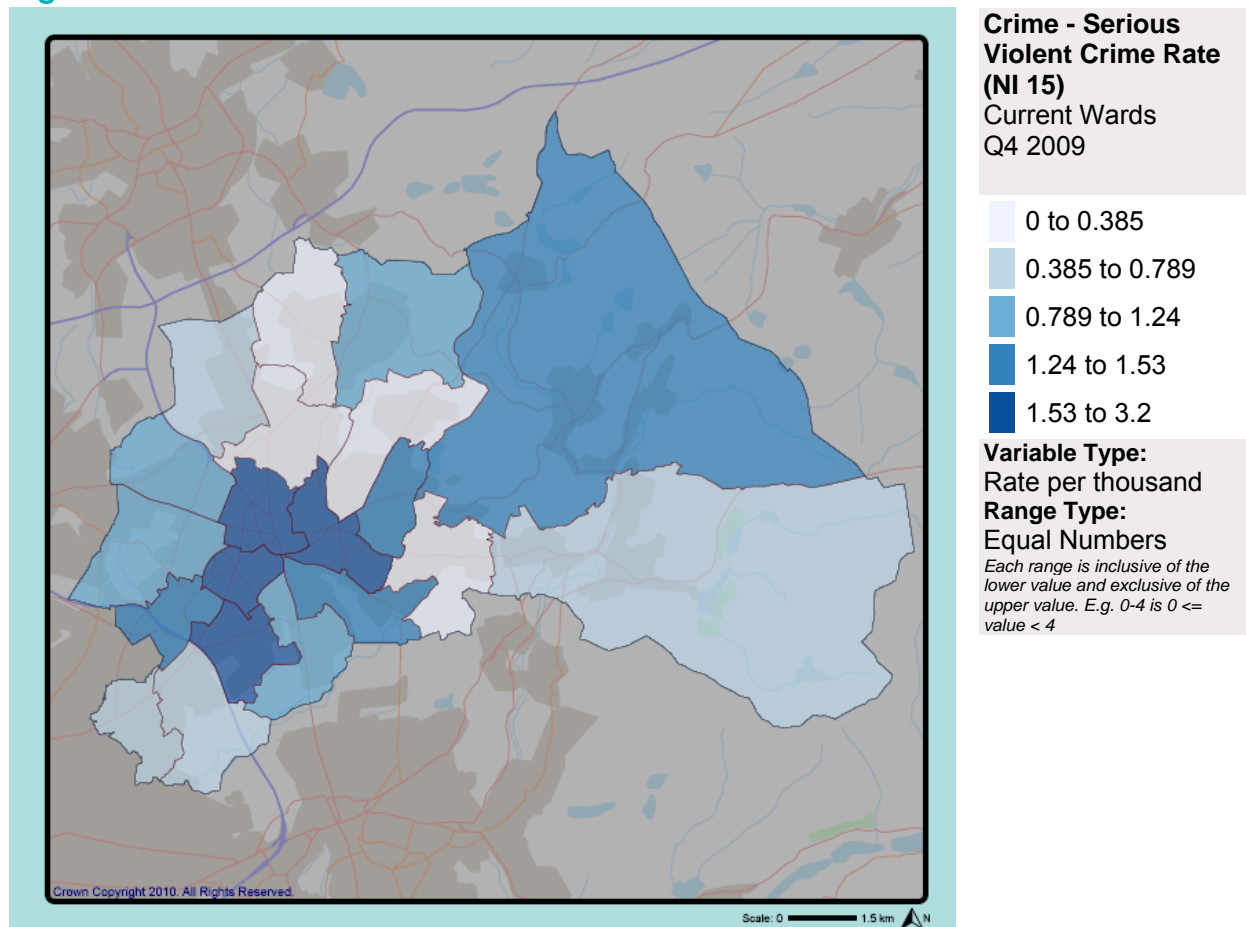 Crime - Serious
Violent Crime Rate
(NI 15)
Current Wards
Q4 2009
0 to 0.385
0.385 to 0.789
0.789 to 1.24
1.24 to 1.53
1.53 to 3.2
Variable Type:
Rate per thousand
Range Type:
Equal Numbers
Each range is inclusive of the
lower value and exclusive of the
upper value. E.g. 0-4 is 0 <=
value < 4
Crown Copyright 2010. All Rights Reserved.
Scale: 0 1.5 km N